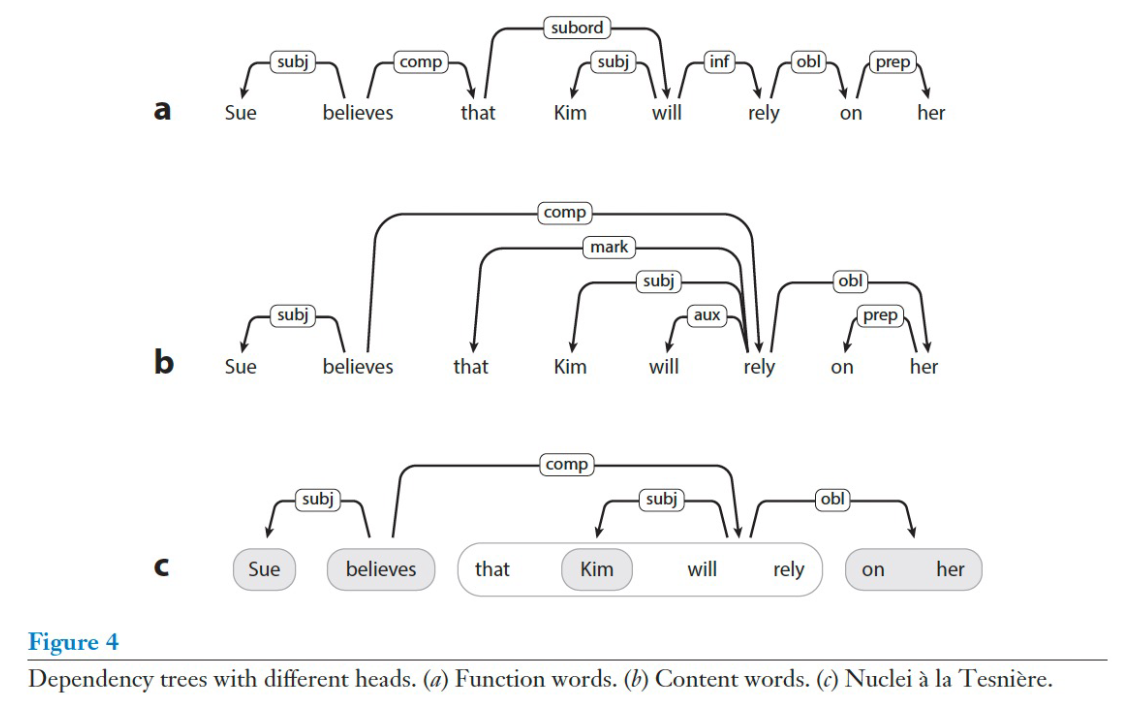 subord
subj comp subj inf obl prep
a Sue believes that Kim will rely on her
comp
mark
subj obl
subj aux prep
b Sue believes that Kim will rely on her
comp
subj subj obl
c Sue believes that Kim will rely on her
Figure 4
Dependency trees with different heads. (a) Function words. (b) Content words. (c) Nuclei à la Tesnière.